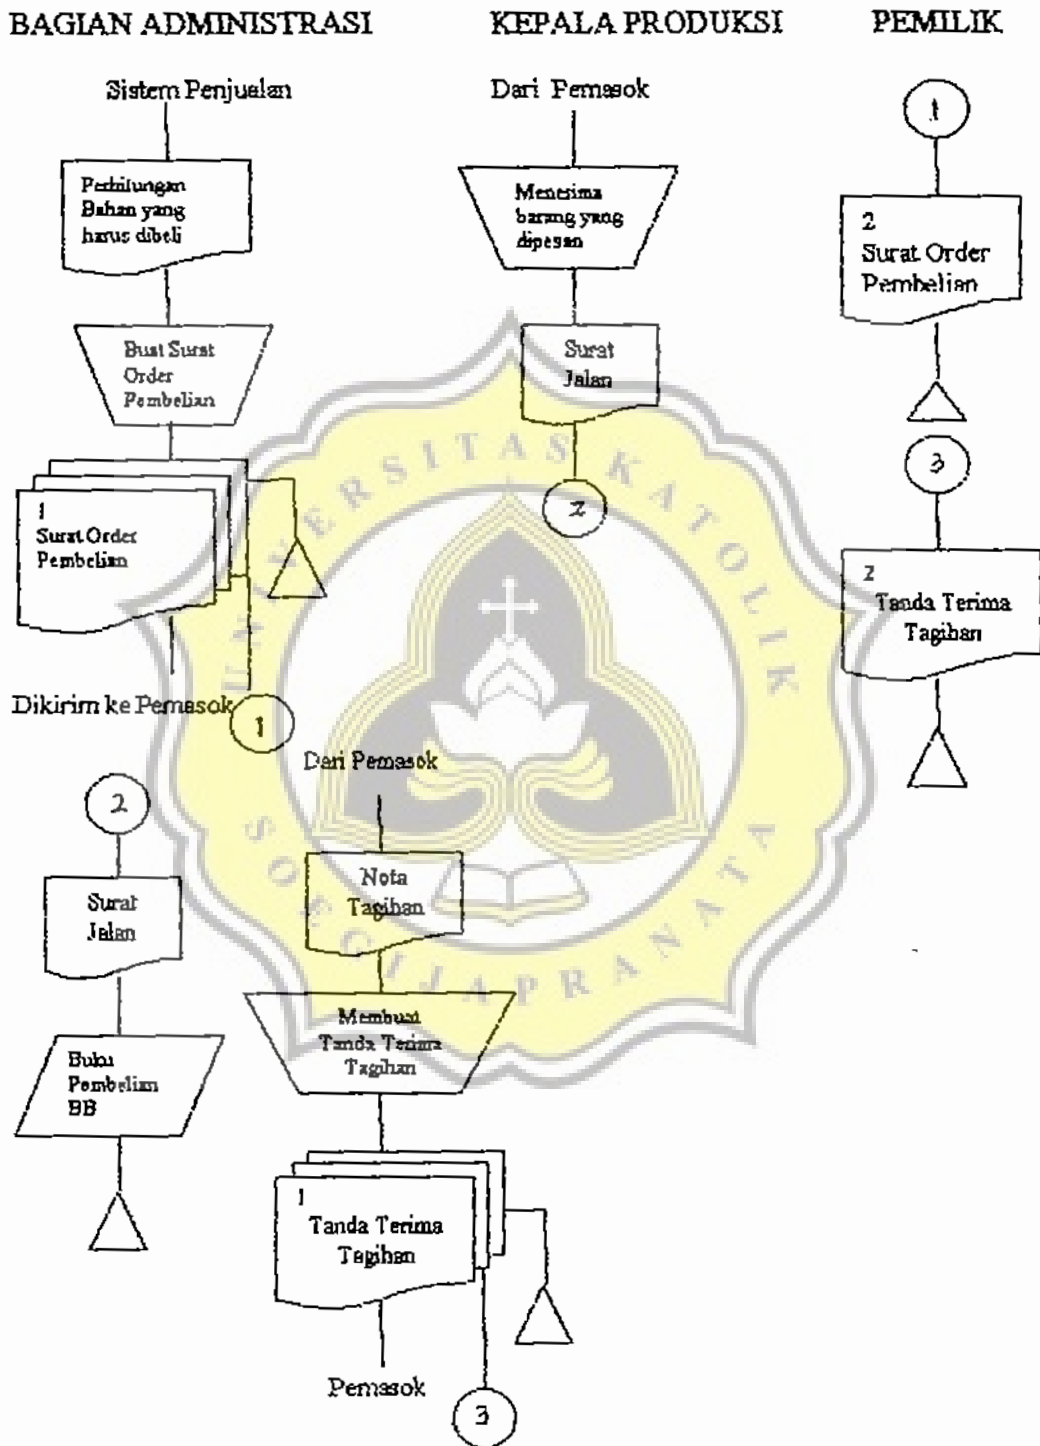 BAGIAN ADMINISTRASI
KEPALA PRODUKSI
PEMILIK
Sistem Penjualan
Perhitungan
Bahan yang
harus dibeli
Buat Surat
Order
Pembelian
1
Surat Order
Pembelian
Dikirim ke Pemasok
1
Dari Pemasok
Menerima
barang yang
dipesan
Surat
Jalan
2
1
2
Surat Order
Pembelian
3
2
Tanda Terima
Tagihan
2
Surat
Jalan
Buku
Pembelian
BB
Dari Pemasok
Nota
Tagihan
Membuat
Tanda Terima
Tagihan
1
Tanda Terima
Tagihan
Pemasok
3
UNIVERSITAS KATOLIK
SOEGIJAPRANATA